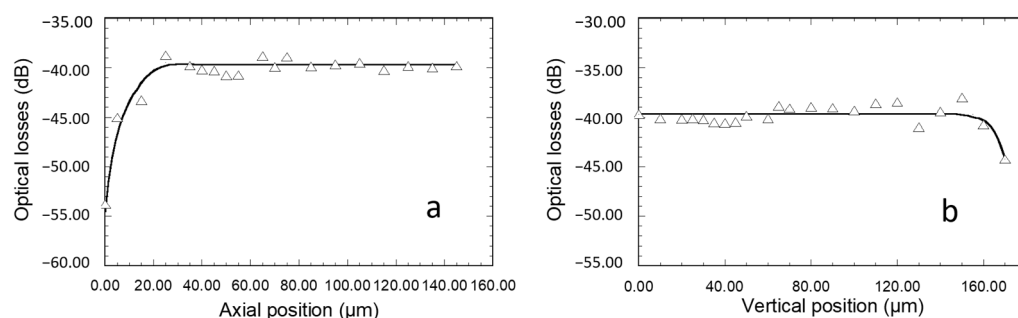 −35.00
−40.00
−45.00
−50.00
−55.00
−60.00
Optical losses (dB)
a
0.00 20.00 40.00 60.00 80.00 100.00 120.00 140.00 160.00
Axial position (µm)
−30.00
−35.00
−40.00
−45.00
−50.00
−55.00
Optical losses (dB)
b
0.00 40.00 80.00 120.00 160.00
Vertical position (µm)